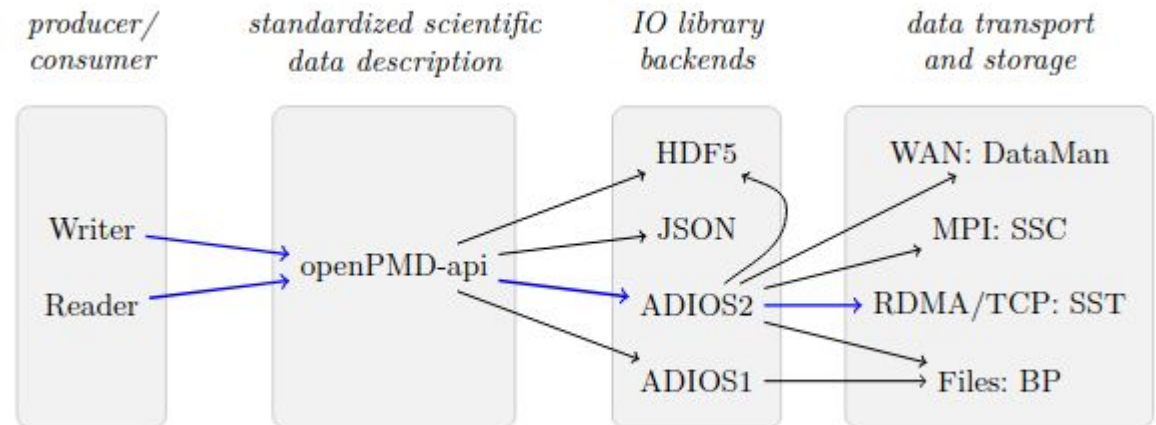 producer/
consumer
standardized scientific
data description
IO library
backends
data transport
and storage
Writer
Reader
openPMD-api
HDF5
JSON
ADIOS2
ADIOS1
WAN: DataMan
MPI: SSC
RDMA/TCP: SST
Files: BP